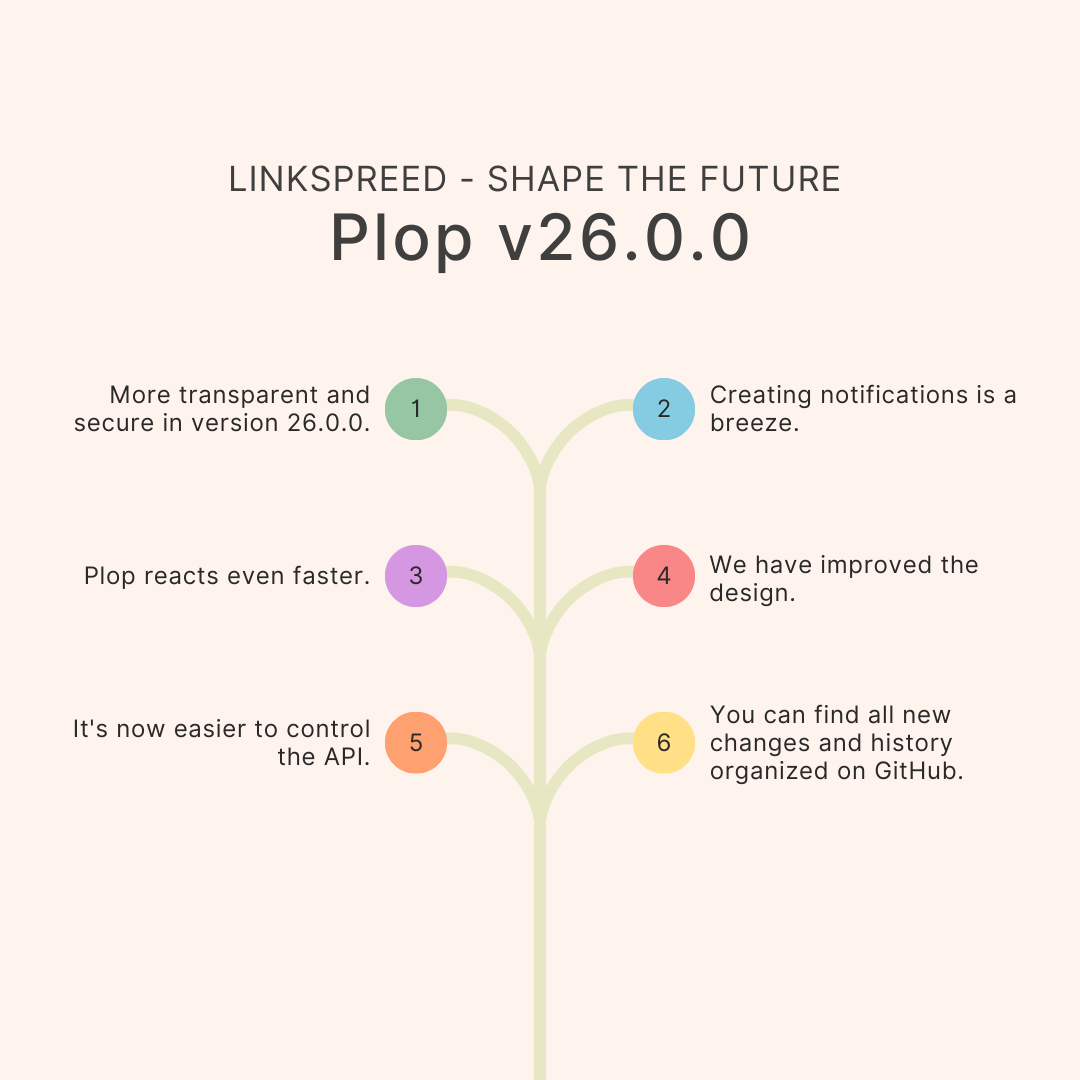 LINKSPREED - SHAPE THE FUTURE
Plop v26.0.0
More transparent and
secure in version 26.0.0.
1
2
Creating notifications is a
breeze.
Plop reacts even faster.
3
4
We have improved the
design.
It's now easier to control
the API.
5
6
You can find all new
changes and history
organized on GitHub.